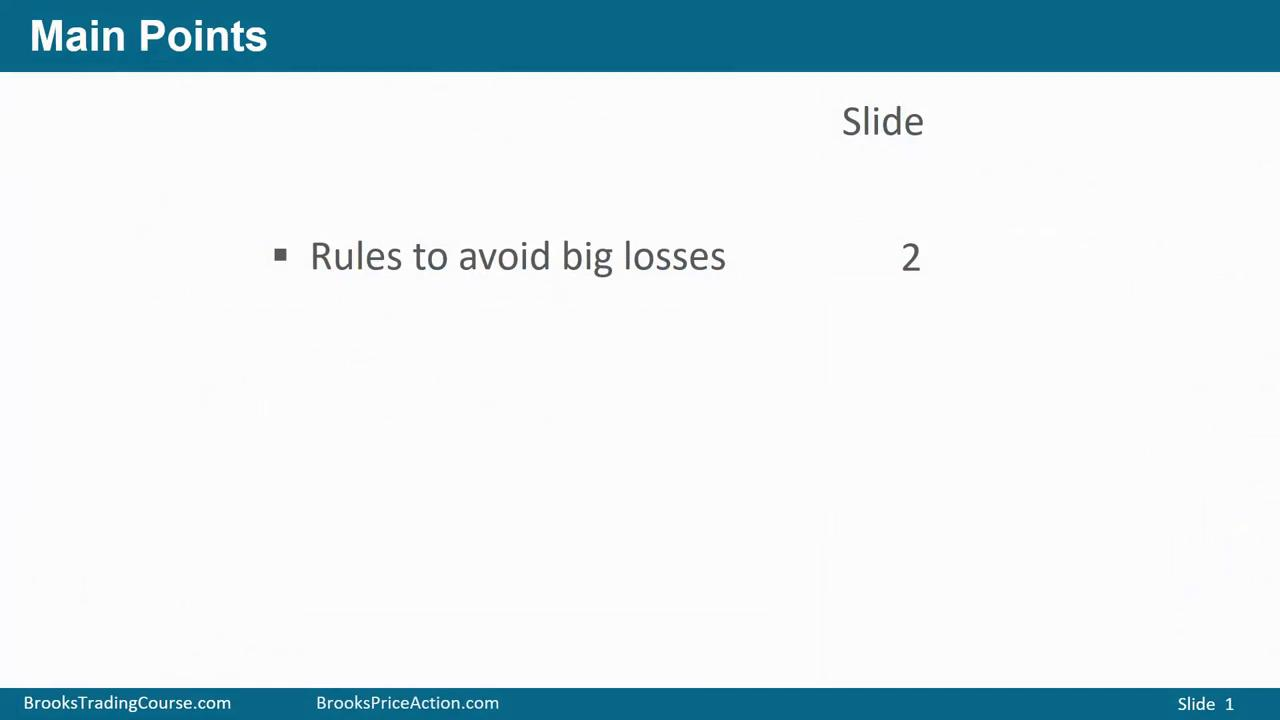 Main Points
Slide
▪ Rules to avoid big losses 2
BrooksTradingCourse.com BrooksPriceAction.com Slide 1